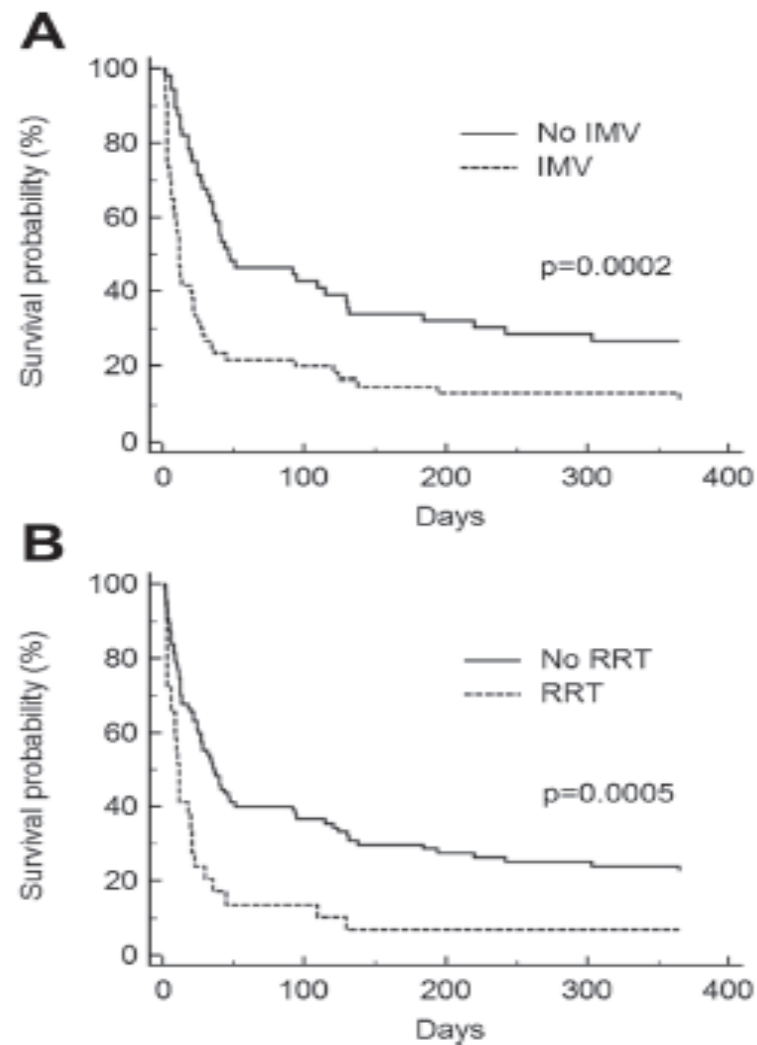 A
Survival probability (%)
100
80
60
40
20
0
No IMV
IMV
p=0.0002
0 100 200 300 400
Days
B
Survival probability (%)
100
80
60
40
20
0
No RRT
RRT
p=0.0005
0 100 200 300 400
Days